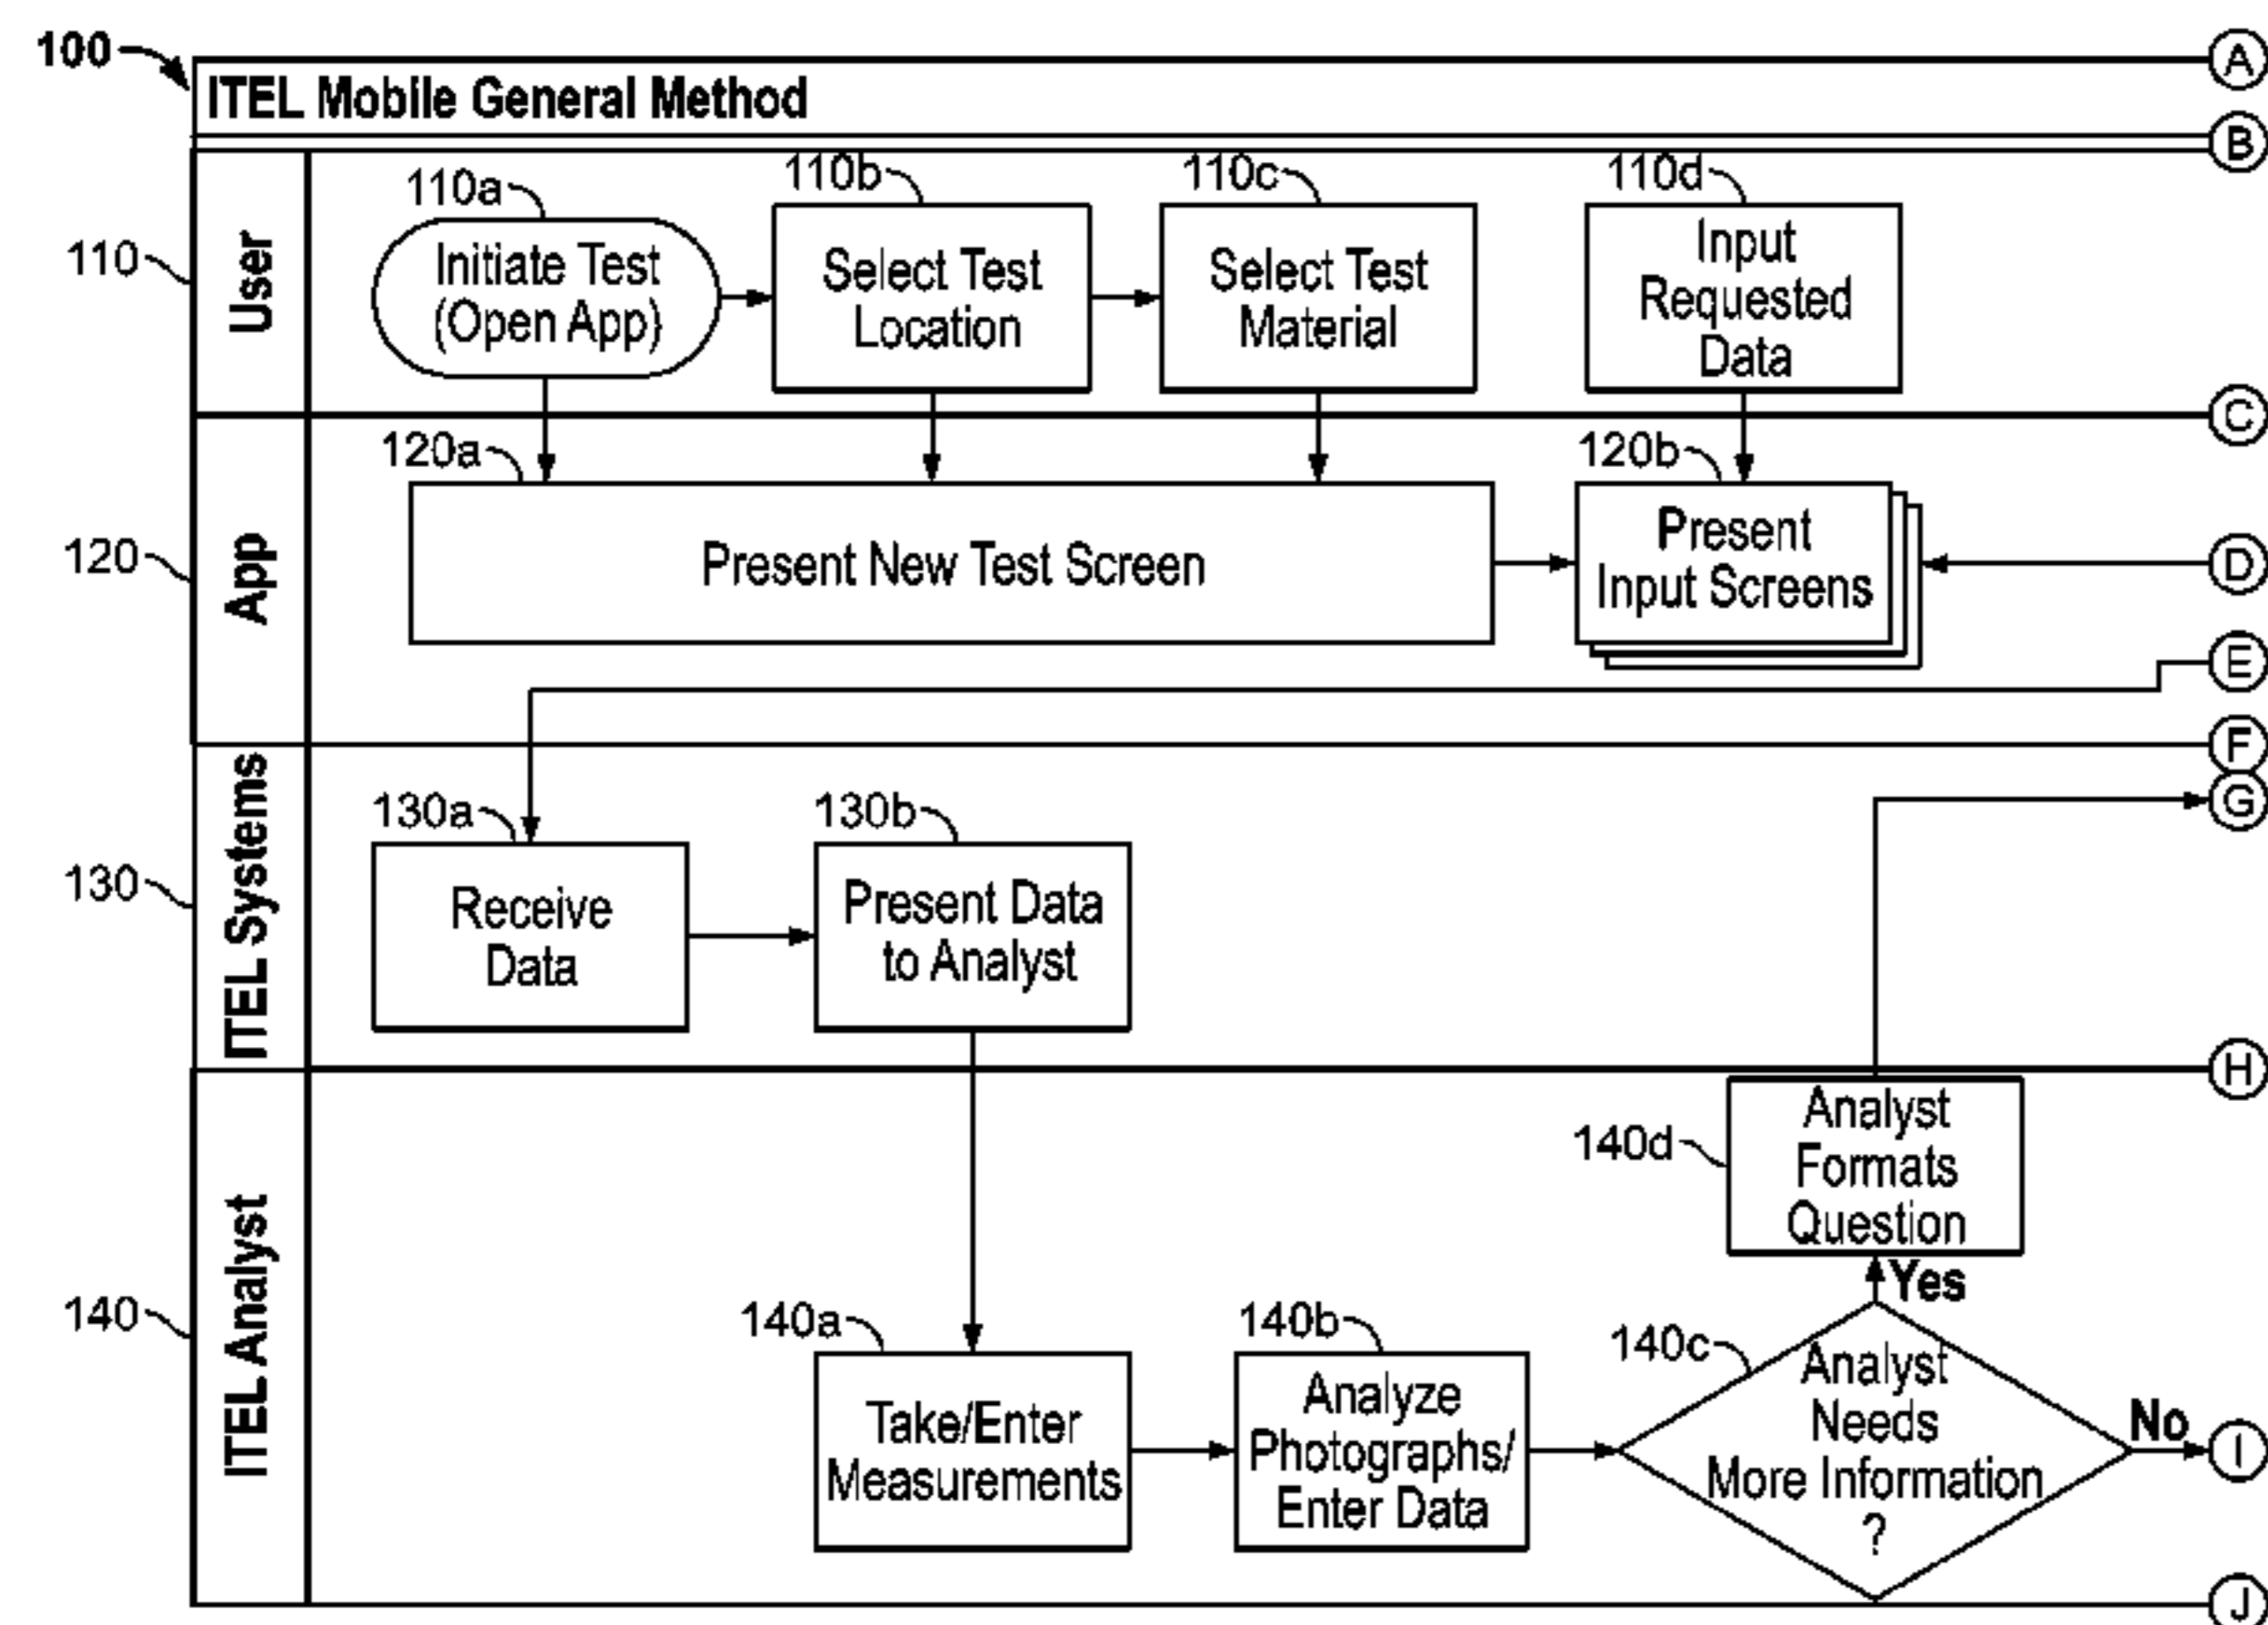 100
A
ITEL Mobile General Method
B
110
User
110a
Initiate Test
(Open App)
110b
Select Test
Location
110c
Select Test
Material
110d
Input
Requested
Data
C
120
App
120a
Present New Test Screen
120b
Present
Input Screens
D
E
F
130
ITEL Systems
130a
Receive
Data
130b
Present Data
to Analyst
G
H
140
ITEL Analyst
140a
Take/Enter
Measurements
140b
Analyze
Photographs/
Enter Data
140c
Analyst
Needs
More Information
?
Yes
140d
Analyst
Formats
Question
No
I
J